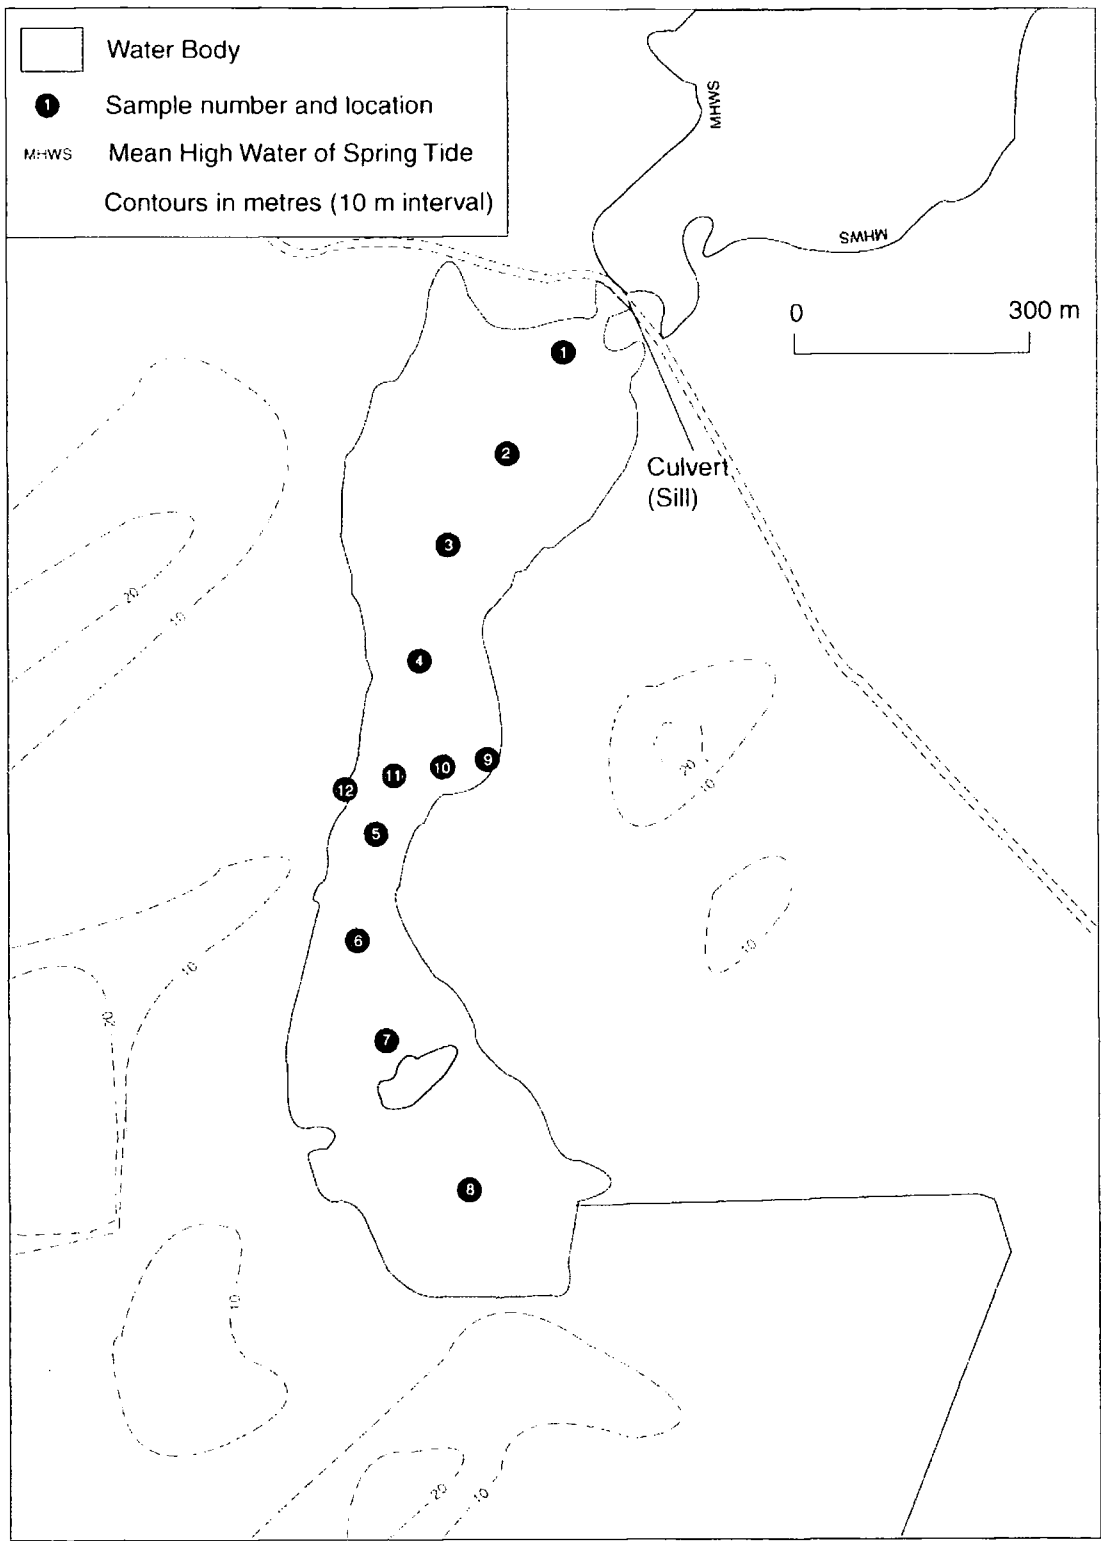 Water Body
1 Sample number and location
MHWS Mean High Water of Spring Tide
Contours in metres (10 m interval)
MHWS
MHWS
0 300 m
1
2
Culvert
(Sill)
3
20
10
4
9
10
11
12
20
10
5
6
10
10
20
7
8
10
20
10